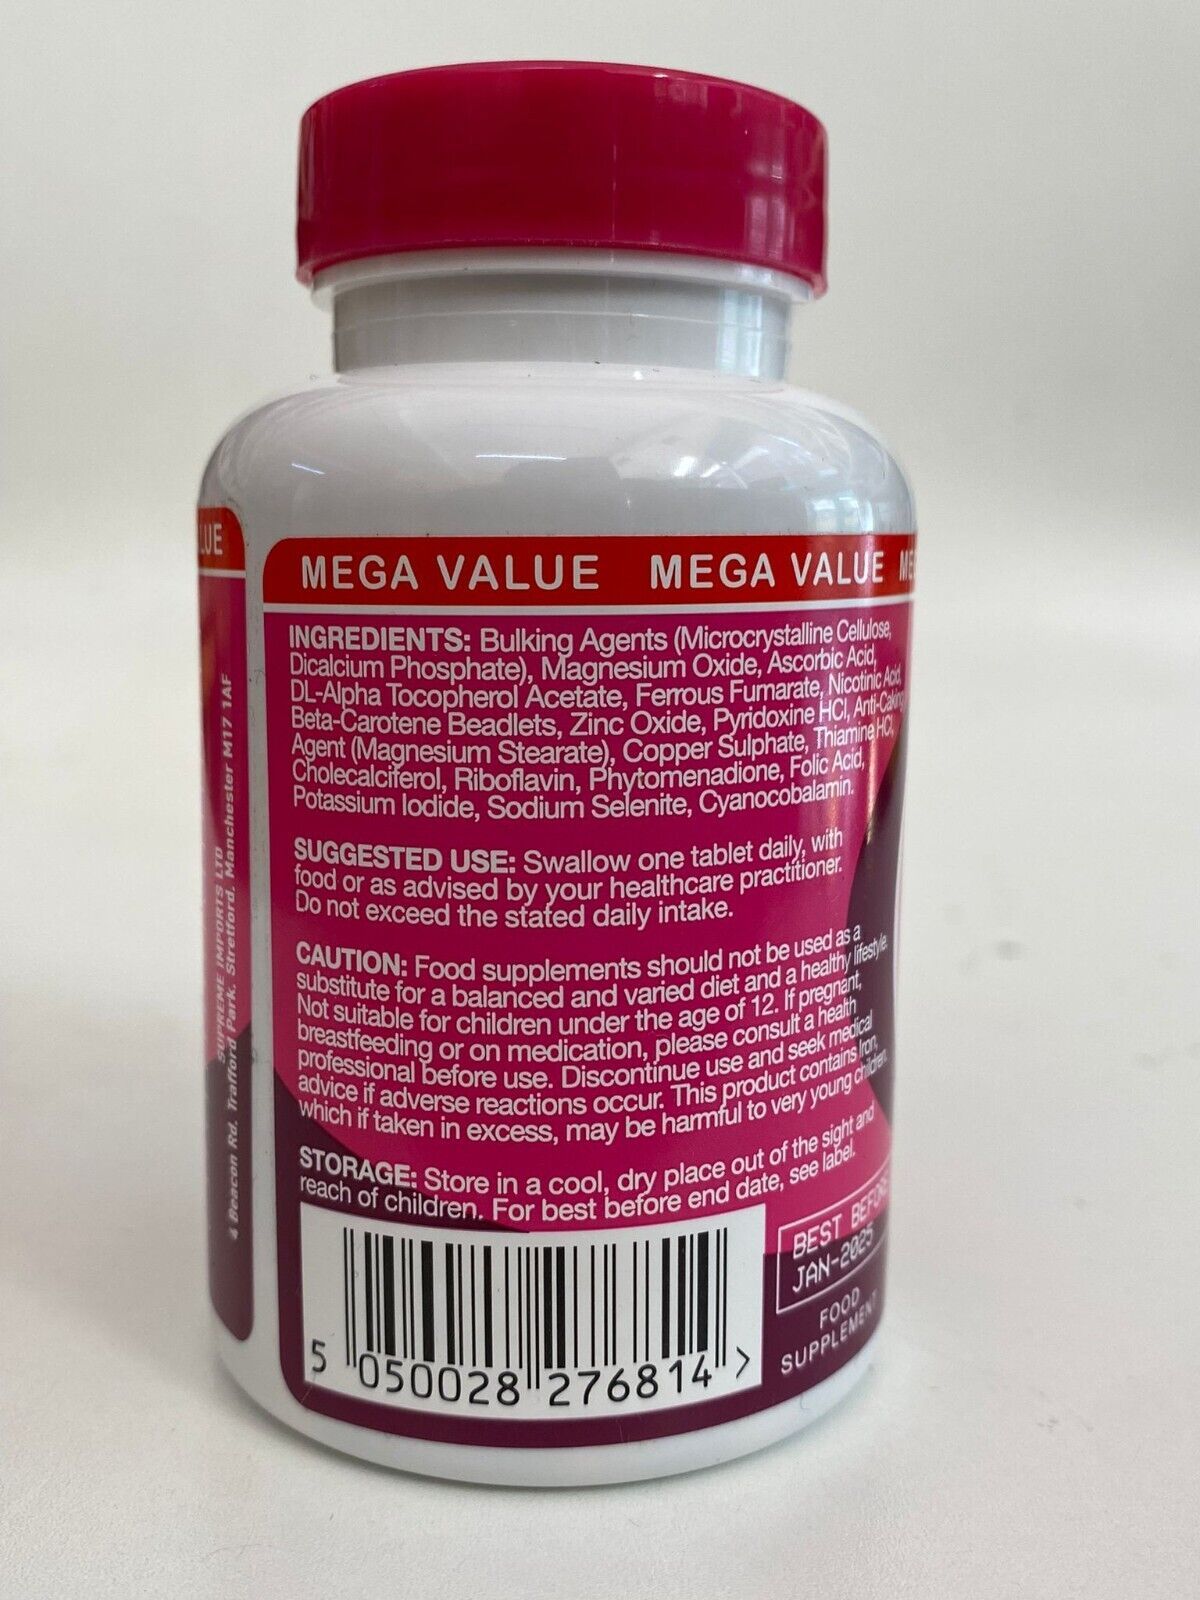 LUE
MEGA VALUE MEGA VALUE ME
INGREDIENTS: Bulking Agents (Microcrystalline Cellulose,
Dicalcium Phosphate), Magnesium Oxide, Ascorbic Acid,
DL-Alpha Tocopherol Acetate, Ferrous Fumarate, Nicotinic Acid,
Beta-Carotene Beadlets, Zinc Oxide, Pyridoxine HCl, Anti-Caking
Agent (Magnesium Stearate), Copper Sulphate, Thiamine HCl,
Cholecalciferol, Riboflavin, Phytomenadione, Folic Acid,
Potassium Iodide, Sodium Selenite, Cyanocobalamin.
SUGGESTED USE: Swallow one tablet daily, with
food or as advised by your healthcare practitioner.
Do not exceed the stated daily intake.
CAUTION: Food supplements should not be used as a
substitute for a balanced and varied diet and a healthy lifestyle.
Not suitable for children under the age of 12. If pregnant,
breastfeeding or on medication, please consult a health
professional before use. Discontinue use and seek medical
advice if adverse reactions occur. This product contains Iron,
which if taken in excess, may be harmful to very young children.
STORAGE: Store in a cool, dry place out of the sight and
reach of children. For best before end date, see label.
BEST BEFORE
JAN-2025
FOOD
SUPPLEMENT
5 050028 276814 >
SUPREME IMPORTS LTD
4 Beacon Rd. Trafford Park. Stretford. Manchester M17 1AF